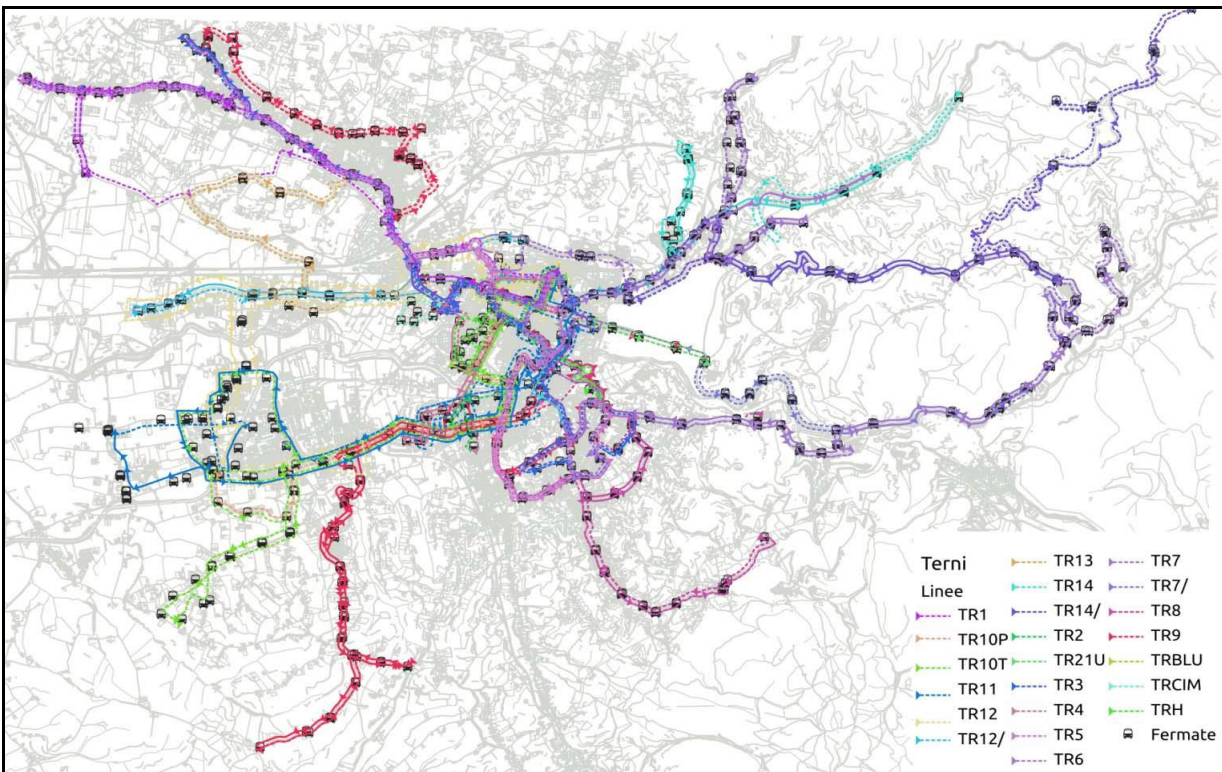 Terni
Linee
TR1
TR10P
TR10T
TR11
TR12
TR12/
TR13
TR14
TR14/
TR2
TR21U
TR3
TR4
TR5
TR6
TR7
TR7/
TR8
TR9
TRBLU
TRCIM
TRH
Fermate